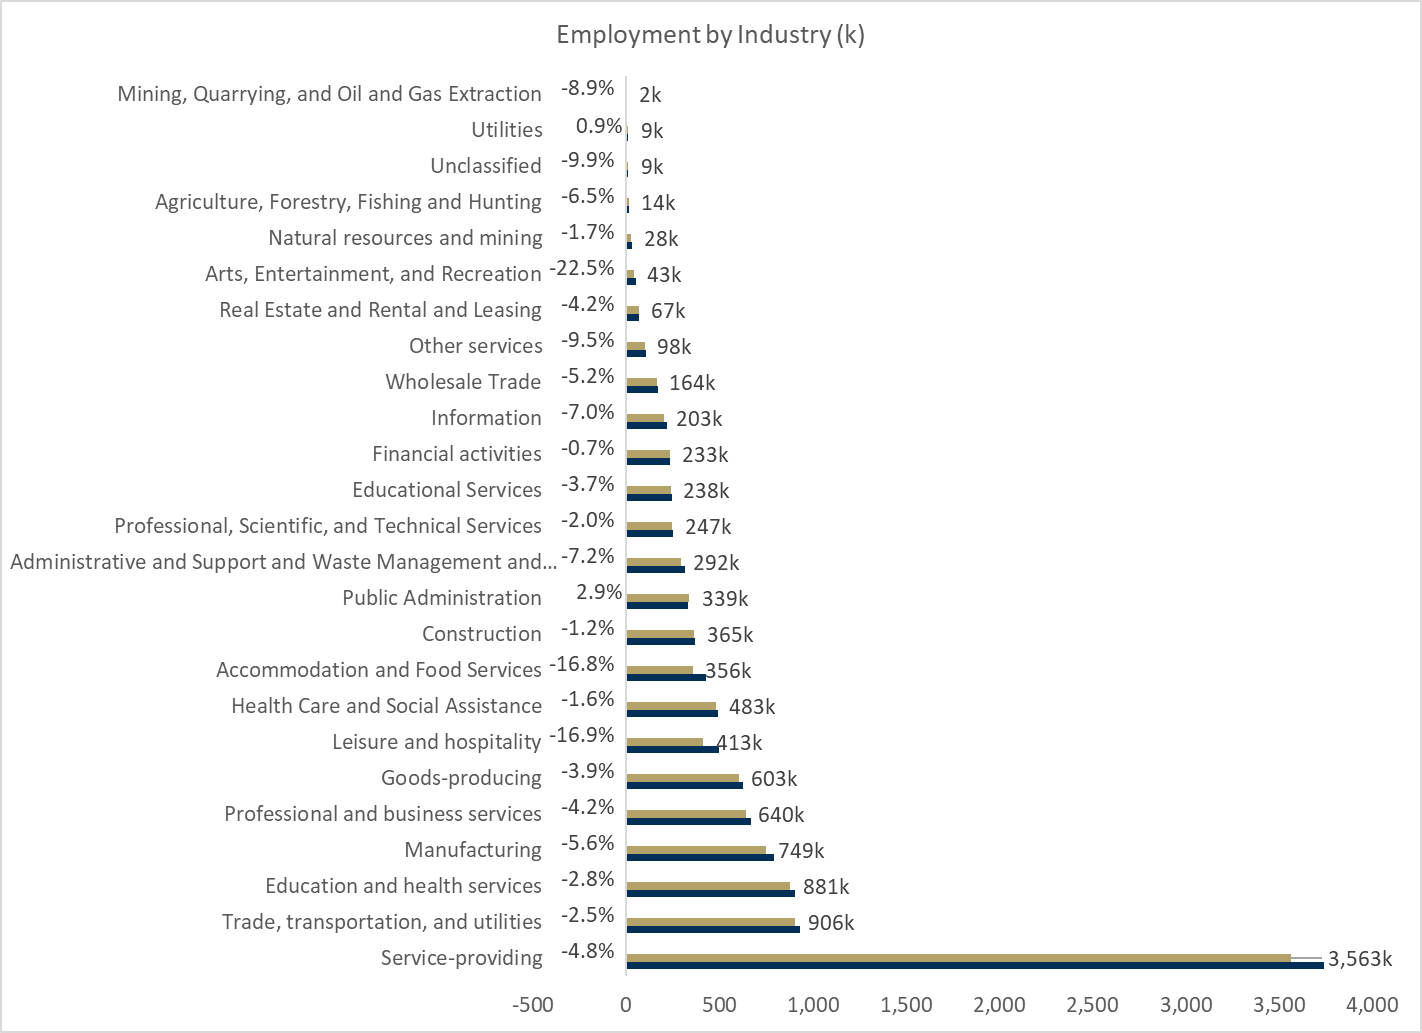 Employment by Industry (k)
Mining, Quarrying, and Oil and Gas Extraction -8.9% 2k
Utilities 0.9% 9k
Unclassified -9.9% 9k
Agriculture, Forestry, Fishing and Hunting -6.5% 14k
Natural resources and mining -1.7% 28k
Arts, Entertainment, and Recreation -22.5% 43k
Real Estate and Rental and Leasing -4.2% 67k
Other services -9.5% 98k
Wholesale Trade -5.2% 164k
Information -7.0% 203k
Financial activities -0.7% 233k
Educational Services -3.7% 238k
Professional, Scientific, and Technical Services -2.0% 247k
Administrative and Support and Waste Management and... -7.2% 292k
Public Administration 2.9% 339k
Construction -1.2% 365k
Accommodation and Food Services -16.8% 356k
Health Care and Social Assistance -1.6% 483k
Leisure and hospitality -16.9% 413k
Goods-producing -3.9% 603k
Professional and business services -4.2% 640k
Manufacturing -5.6% 749k
Education and health services -2.8% 881k
Trade, transportation, and utilities -2.5% 906k
Service-providing -4.8% 3,563k
-500 0 500 1,000 1,500 2,000 2,500 3,000 3,500 4,000